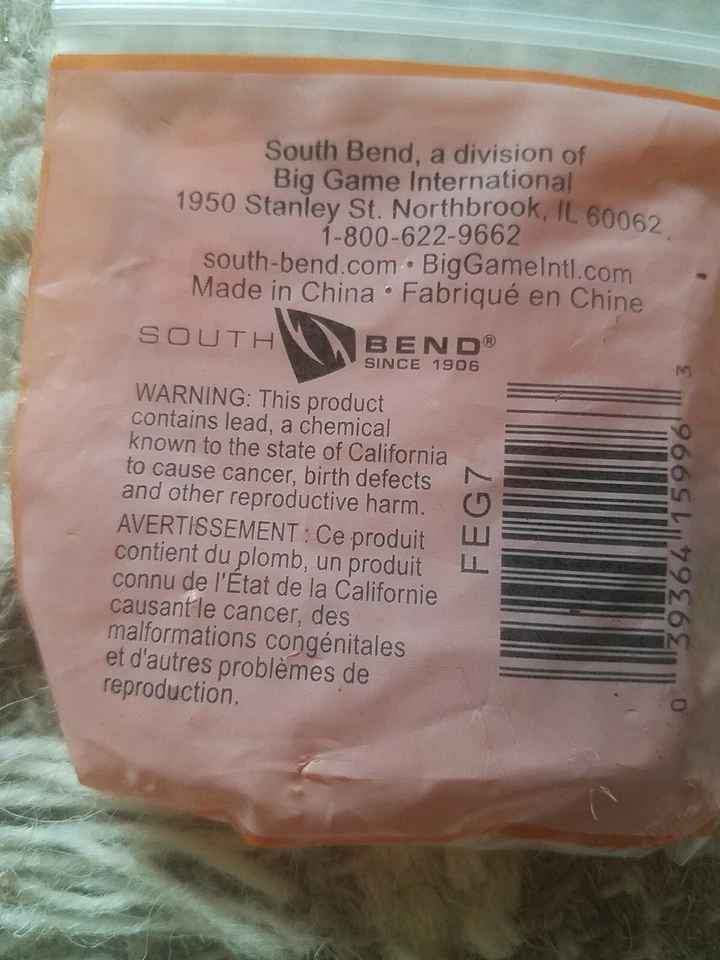 South Bend, a division of
Big Game International
1950 Stanley St. Northbrook, IL 60062
1-800-622-9662
south-bend.com • BigGameIntl.com
Made in China • Fabriqué en Chine
SOUTH BEND®
SINCE 1906
WARNING: This product
contains lead, a chemical
known to the state of California
to cause cancer, birth defects
and other reproductive harm.
AVERTISSEMENT : Ce produit
contient du plomb, un produit
connu de l'État de la Californie
causant le cancer, des
malformations congénitales
et d'autres problèmes de
reproduction.
FEG7
0 39364 15996 3